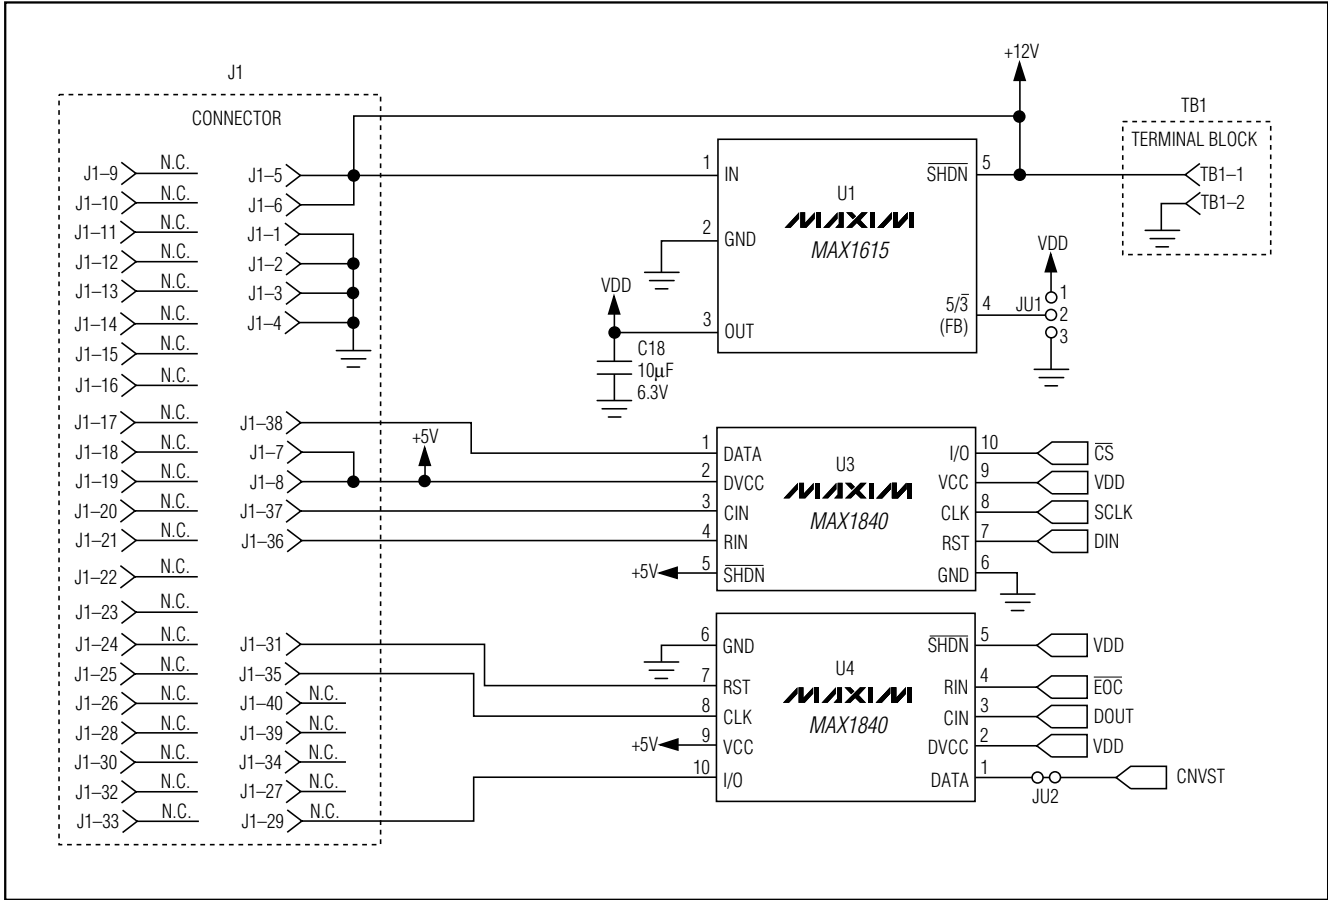 +12V
J1
CONNECTOR
TB1
TERMINAL BLOCK
TB1–1
TB1–2
J1–9 N.C.
J1–10 N.C.
J1–11 N.C.
J1–12 N.C.
J1–13 N.C.
J1–14 N.C.
J1–15 N.C.
J1–16 N.C.
J1–17 N.C.
J1–18 N.C.
J1–19 N.C.
J1–20 N.C.
J1–21 N.C.
J1–22 N.C.
J1–23 N.C.
J1–24 N.C.
J1–25 N.C.
J1–26 N.C.
J1–28 N.C.
J1–30 N.C.
J1–32 N.C.
J1–33 N.C.
J1–5
J1–6
J1–1
J1–2
J1–3
J1–4
J1–38
J1–7
J1–8
J1–37
J1–36
J1–31
J1–35
J1–40 N.C.
J1–39 N.C.
J1–34 N.C.
J1–27 N.C.
J1–29 N.C.
+5V
1 IN
2 GND
3 OUT
U1
MAXIM
MAX1615
S̅H̅D̅N̅ 5
5/3̅ 4
(FB)
VDD
JU1
1
2
3
VDD
C18
10μF
6.3V
1 DATA
2 DVCC
3 CIN
4 RIN
+5V 5 S̅H̅D̅N̅
U3
MAXIM
MAX1840
I/O 10 C̅S̅
VCC 9 VDD
CLK 8 SCLK
RST 7 DIN
GND 6
6 GND
7 RST
8 CLK
+5V 9 VCC
10 I/O
U4
MAXIM
MAX1840
S̅H̅D̅N̅ 5 VDD
RIN 4 E̅O̅C̅
CIN 3 DOUT
DVCC 2 VDD
DATA 1 CNVST
JU2